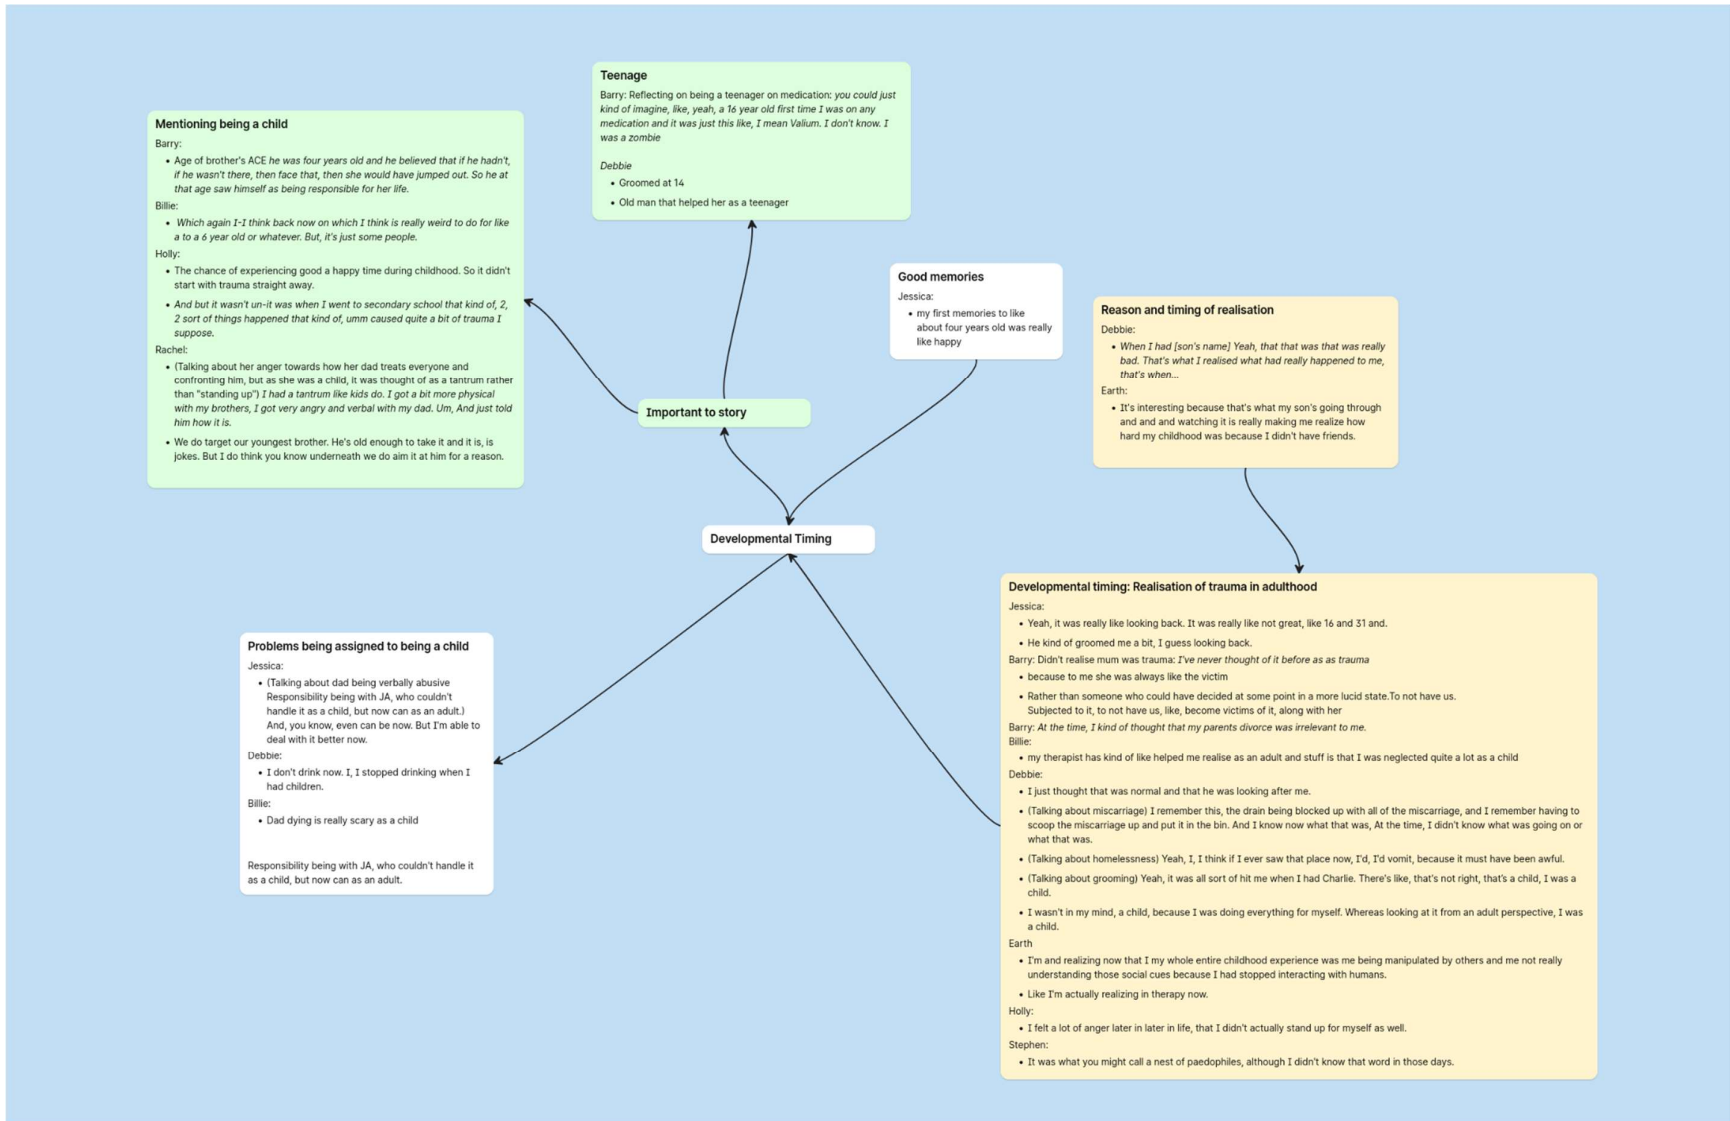 Teenage
Barry: Reflecting on being a teenager on medication: you could just
kind of imagine, like, yeah, a 16 year old first time I was on any
medication and it was just this like, I mean Valium. I don't know. I
was a zombie
Debbie
• Groomed at 14
• Old man that helped her as a teenager
Mentioning being a child
Barry:
• Age of brother's ACE he was four years old and he believed that if he hadn't,
if he wasn't there, then face that, then she would have jumped out. So he at
that age saw himself as being responsible for her life.
Billie:
• Which again I-I think back now on which I think is really weird to do for like
a to a 6 year old or whatever. But, it's just some people.
Holly:
• The chance of experiencing good a happy time during childhood. So it didn't
start with trauma straight away.
• And but it wasn't un-it was when I went to secondary school that kind of, 2,
2 sort of things happened that kind of, umm caused quite a bit of trauma I
suppose.
Rachel:
• (Talking about her anger towards how her dad treats everyone and
confronting him, but as she was a child, it was thought of as a tantrum rather
than "standing up") I had a tantrum like kids do. I got a bit more physical
with my brothers, I got very angry and verbal with my dad. Um, And just told
him how it is.
• We do target our youngest brother. He's old enough to take it and it is, is
jokes. But I do think you know underneath we do aim it at him for a reason.
Good memories
Jessica:
• my first memories to like
about four years old was really
like happy
Reason and timing of realisation
Debbie:
• When I had [son's name] Yeah, that that was that was really
bad. That's what I realised what had really happened to me,
that's when...
Earth:
• It's interesting because that's what my son's going through
and and and watching it is really making me realize how
hard my childhood was because I didn't have friends.
Important to story
Developmental Timing
Problems being assigned to being a child
Jessica:
• (Talking about dad being verbally abusive
Responsibility being with JA, who couldn't
handle it as a child, but now can as an adult.)
And, you know, even can be now. But I'm able to
deal with it better now.
Debbie:
• I don't drink now. I, I stopped drinking when I
had children.
Billie:
• Dad dying is really scary as a child
Responsibility being with JA, who couldn't handle it
as a child, but now can as an adult.
Developmental timing: Realisation of trauma in adulthood
Jessica:
• Yeah, it was really like looking back. It was really like not great, like 16 and 31 and.
• He kind of groomed me a bit, I guess looking back.
Barry: Didn't realise mum was trauma: I've never thought of it before as as trauma
• because to me she was always like the victim
• Rather than someone who could have decided at some point in a more lucid state.To not have us.
Subjected to it, to not have us, like, become victims of it, along with her
Barry: At the time, I kind of thought that my parents divorce was irrelevant to me.
Billie:
• my therapist has kind of like helped me realise as an adult and stuff is that I was neglected quite a lot as a child
Debbie:
• I just thought that was normal and that he was looking after me.
• (Talking about miscarriage) I remember this, the drain being blocked up with all of the miscarriage, and I remember having to
scoop the miscarriage up and put it in the bin. And I know now what that was, At the time, I didn't know what was going on or
what that was.
• (Talking about homelessness) Yeah, I, I think if I ever saw that place now, I'd, I'd vomit, because it must have been awful.
• (Talking about grooming) Yeah, it was all sort of hit me when I had Charlie. There's like, that's not right, that's a child, I was a
child.
• I wasn't in my mind, a child, because I was doing everything for myself. Whereas looking at it from an adult perspective, I was
a child.
Earth
• I'm and realizing now that I my whole entire childhood experience was me being manipulated by others and me not really
understanding those social cues because I had stopped interacting with humans.
• Like I'm actually realizing in therapy now.
Holly:
• I felt a lot of anger later in later in life, that I didn't actually stand up for myself as well.
Stephen:
• It was what you might call a nest of paedophiles, although I didn't know that word in those days.